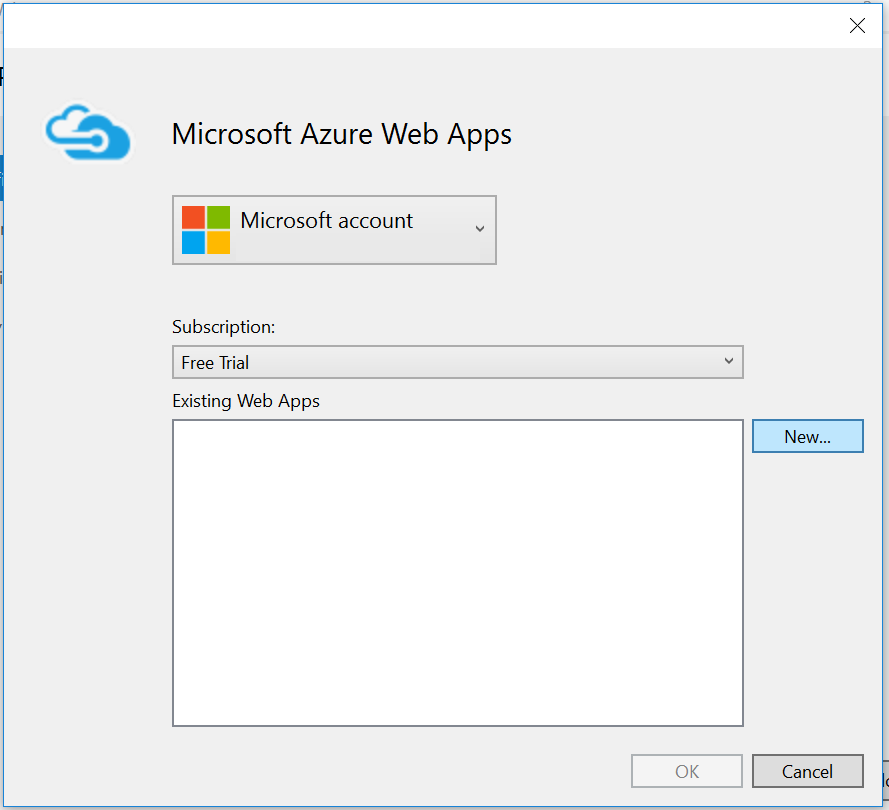 Microsoft Azure Web Apps
Microsoft account
Subscription:
Free Trial
Existing Web Apps
New...
OK
Cancel